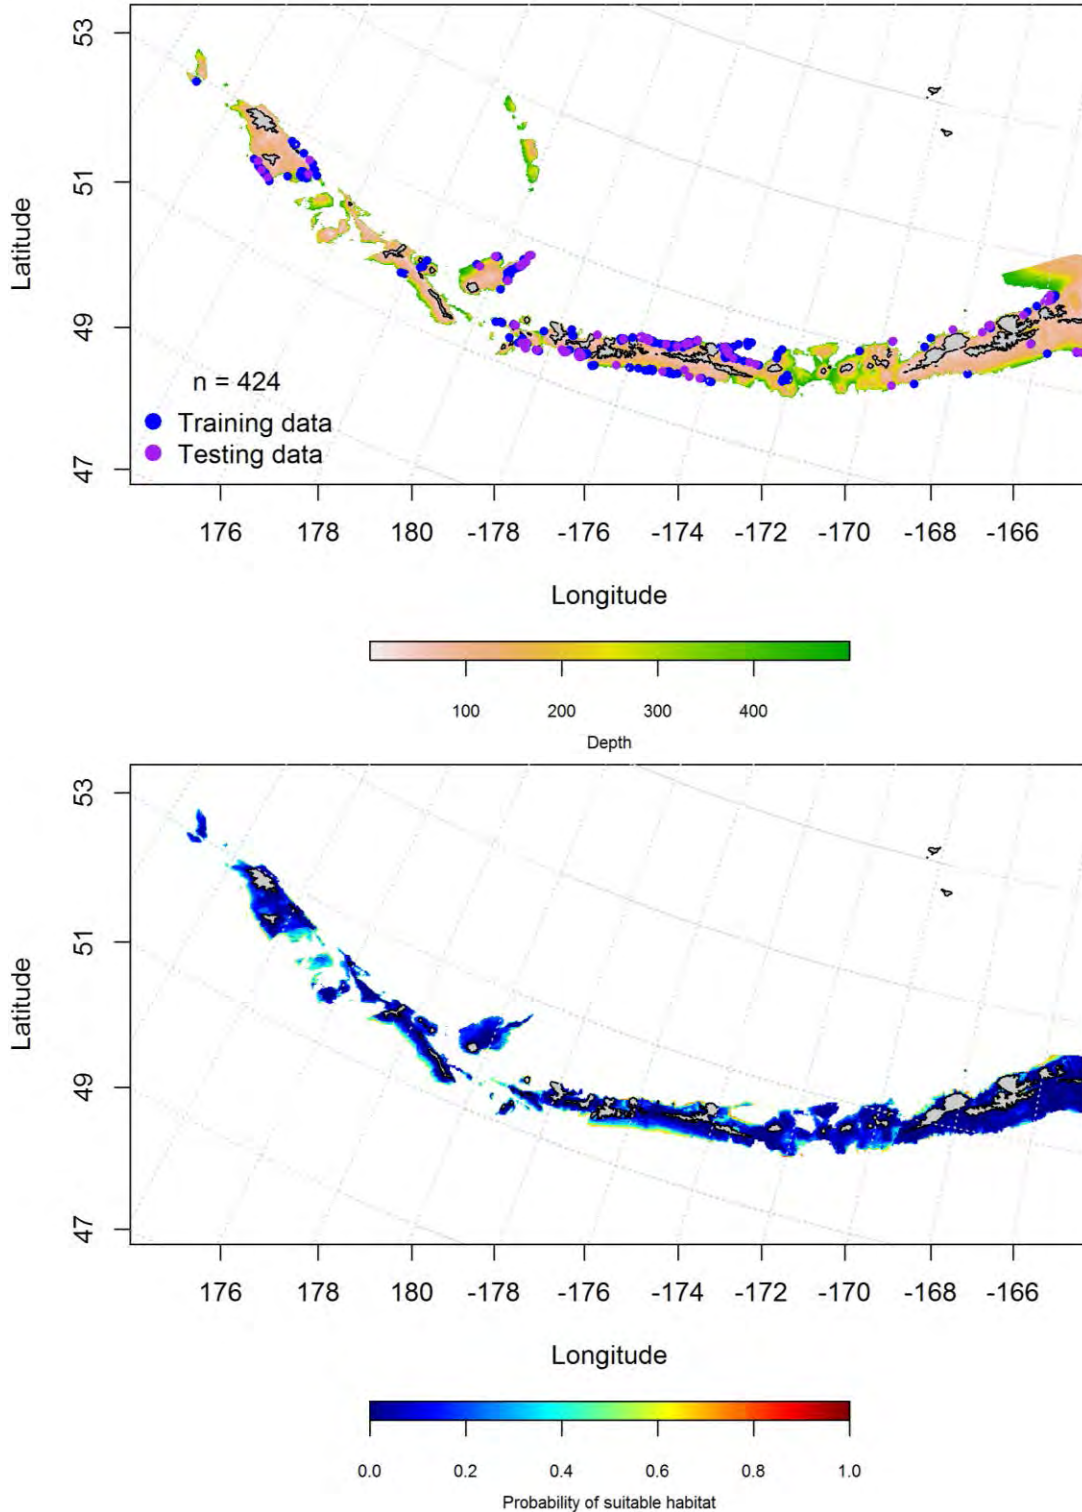 53
51
49
47
Latitude
n = 424
Training data
Testing data
176 178 180 -178 -176 -174 -172 -170 -168 -166
Longitude
100 200 300 400
Depth
53
51
49
47
Latitude
176 178 180 -178 -176 -174 -172 -170 -168 -166
Longitude
0.0 0.2 0.4 0.6 0.8 1.0
Probability of suitable habitat